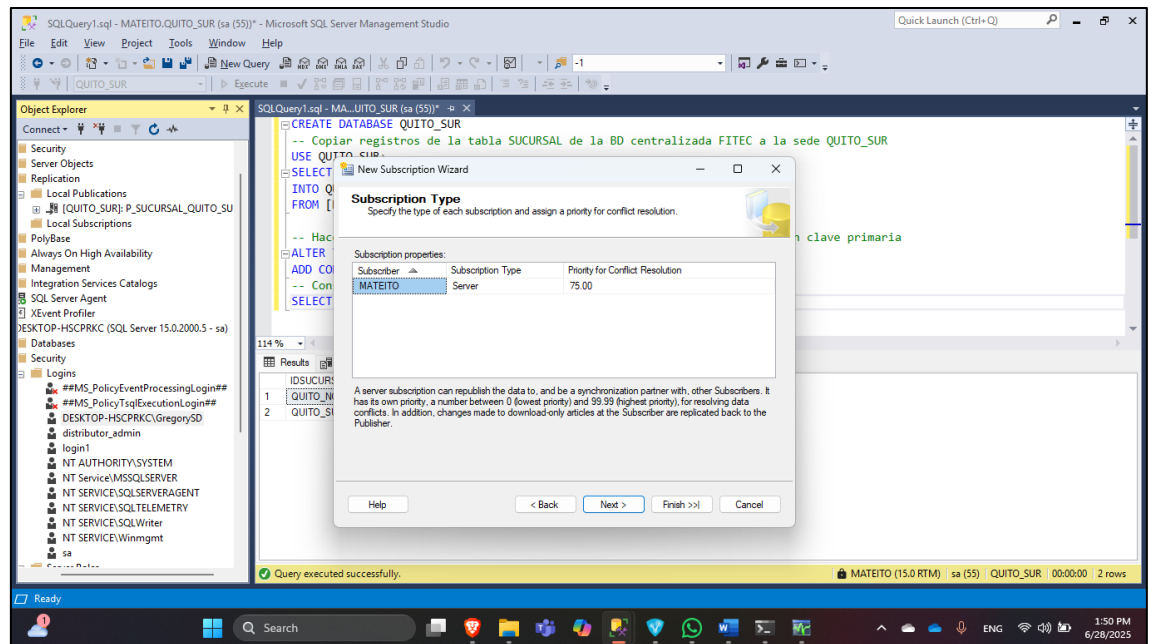 SQLQuery1.sql - MATEITO.QUITO_SUR (sa (55))* - Microsoft SQL Server Management Studio
Quick Launch (Ctrl+Q)
File Edit View Project Tools Window Help
New Query
-1
QUITO_SUR
Execute
Object Explorer
Connect
Security
Server Objects
Replication
Local Publications
[QUITO_SUR]: P_SUCURSAL_QUITO_SU
Local Subscriptions
PolyBase
Always On High Availability
Management
Integration Services Catalogs
SQL Server Agent
XEvent Profiler
DESKTOP-HSCPRKC (SQL Server 15.0.2000.5 - sa)
Databases
Security
Logins
##MS_PolicyEventProcessingLogin##
##MS_PolicyTsqlExecutionLogin##
DESKTOP-HSCPRKC\GregorySD
distributor_admin
login1
NT AUTHORITY\SYSTEM
NT Service\MSSQLSERVER
NT SERVICE\SQLSERVERAGENT
NT SERVICE\SQLTELEMETRY
NT SERVICE\SQLWriter
NT SERVICE\Winmgmt
sa
SQLQuery1.sql - MA...UITO_SUR (sa (55))*
CREATE DATABASE QUITO_SUR
-- Copiar registros de la tabla SUCURSAL de la BD centralizada FITEC a la sede QUITO_SUR
USE QUITO_SUR;
SELECT
INTO Q
FROM [
-- Hac
n clave primaria
ALTER
ADD CO
-- Con
SELECT
114 %
Results
IDSUCURS
1 QUITO_NO
2 QUITO_SU
New Subscription Wizard
Subscription Type
Specify the type of each subscription and assign a priority for conflict resolution.
Subscription properties:
Subscriber Subscription Type Priority for Conflict Resolution
MATEITO Server 75.00
A server subscription can republish the data to, and be a synchronization partner with, other Subscribers. It
has its own priority, a number between 0 (lowest priority) and 99.99 (highest priority), for resolving data
conflicts. In addition, changes made to download-only articles at the Subscriber are replicated back to the
Publisher.
Help < Back Next > Finish >>| Cancel
Query executed successfully.
MATEITO (15.0 RTM) sa (55) QUITO_SUR 00:00:00 2 rows
Ready
1
Search
ENG
1:50 PM
6/28/2025